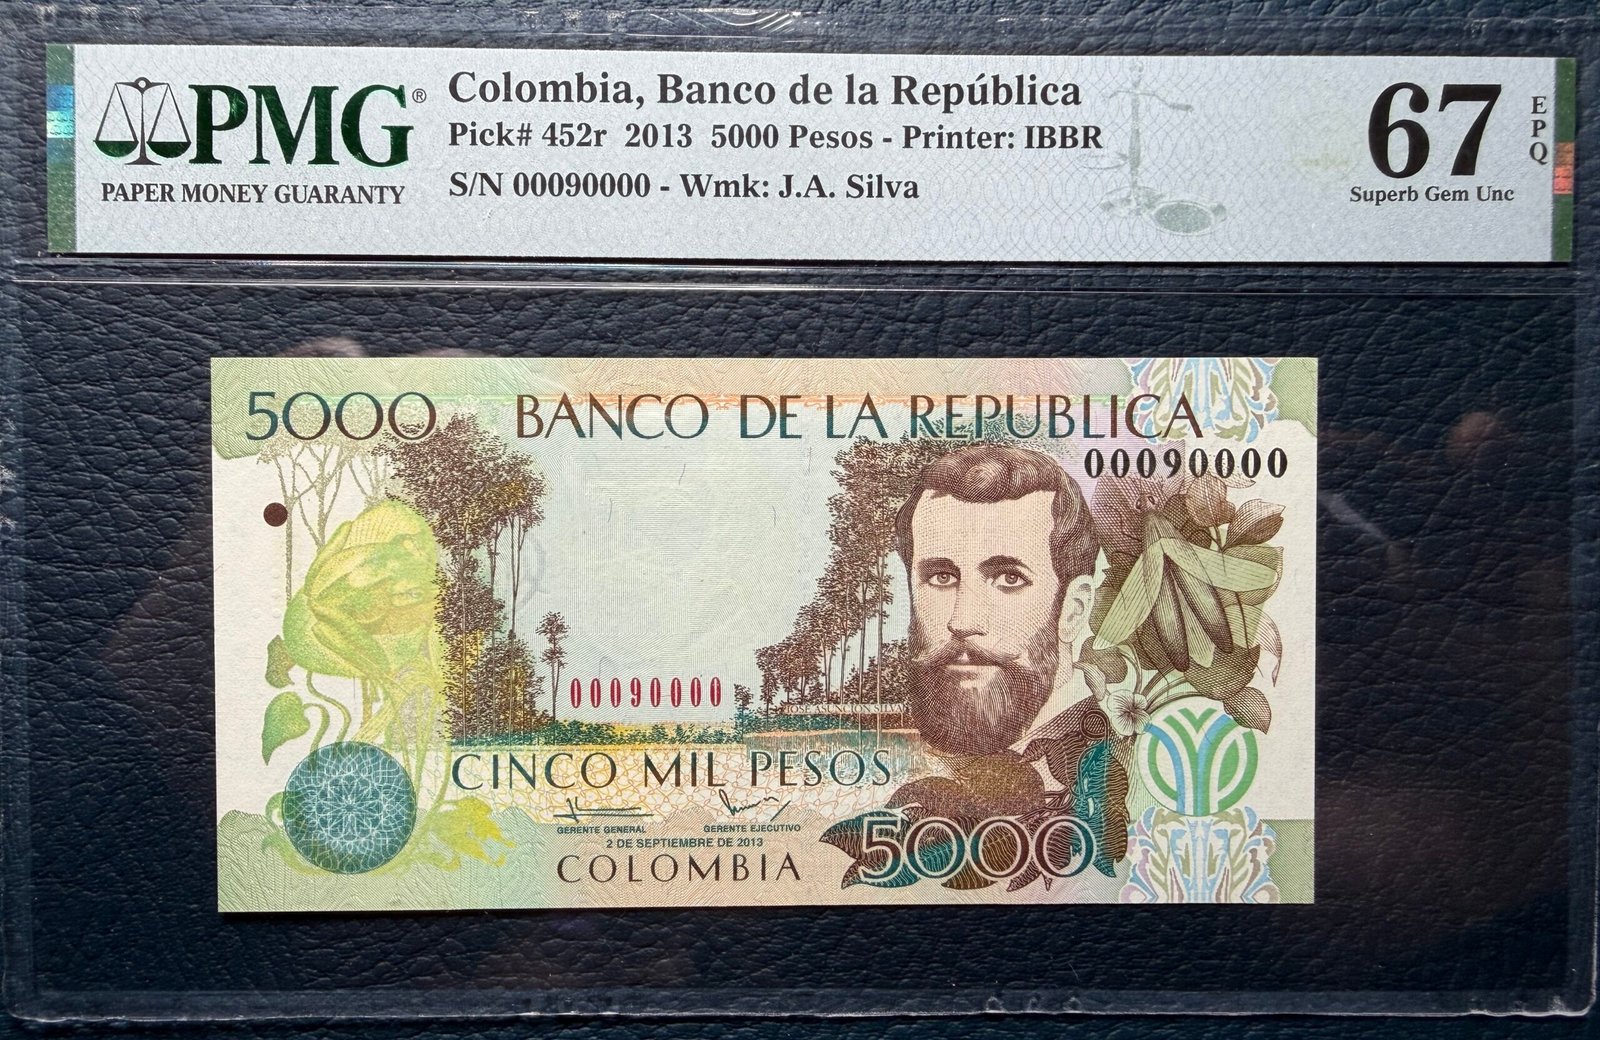 PMG®
PAPER MONEY GUARANTY
Colombia, Banco de la República
Pick# 452r 2013 5000 Pesos - Printer: IBBR
S/N 00090000 - Wmk: J.A. Silva
67
EPQ
Superb Gem Unc
5000 BANCO DE LA REPUBLICA
00090000
00090000
JOSE ASUNCION SILVA
CINCO MIL PESOS
GERENTE GENERAL GERENTE EJECUTIVO
2 DE SEPTIEMBRE DE 2013
COLOMBIA
5000